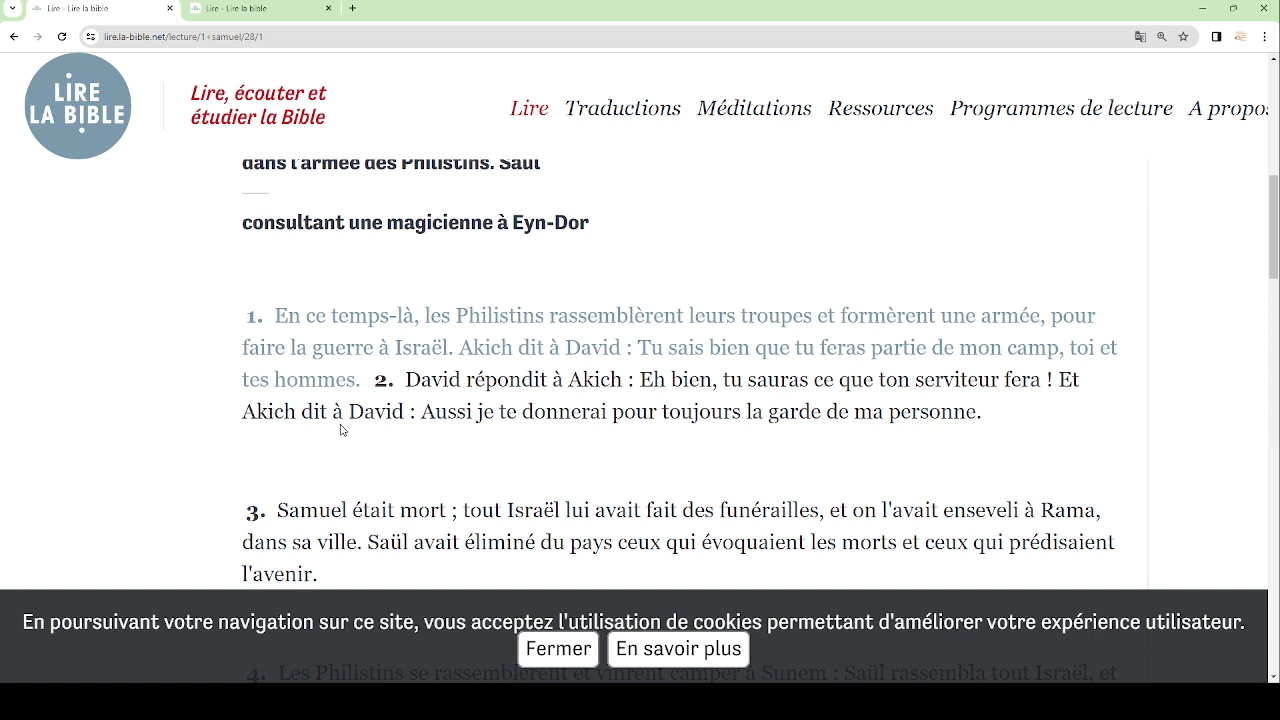 Lire - Lire la bible
Lire - Lire la bible
lire.la-bible.net/lecture/1+samuel/28/1
LIRE
LA BIBLE
Lire, écouter et
étudier la Bible
Lire Traductions Méditations Ressources Programmes de lecture A propos
dans l'armée des Philistins. Saül
consultant une magicienne à Eyn-Dor
1. En ce temps-là, les Philistins rassemblèrent leurs troupes et formèrent une armée, pour
faire la guerre à Israël. Akich dit à David : Tu sais bien que tu feras partie de mon camp, toi et
tes hommes. 2. David répondit à Akich : Eh bien, tu sauras ce que ton serviteur fera ! Et
Akich dit à David : Aussi je te donnerai pour toujours la garde de ma personne.
3. Samuel était mort ; tout Israël lui avait fait des funérailles, et on l'avait enseveli à Rama,
dans sa ville. Saül avait éliminé du pays ceux qui évoquaient les morts et ceux qui prédisaient
l'avenir.
En poursuivant votre navigation sur ce site, vous acceptez l'utilisation de cookies permettant d'améliorer votre expérience utilisateur.
Fermer En savoir plus
4. Les Philistins se rassemblèrent et vinrent camper à Sunem : Saül rassembla tout Israël, et